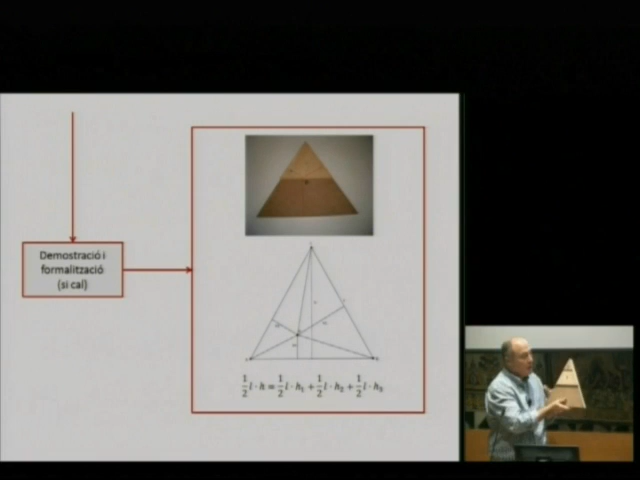 Demostració i
formalització
(si cal)
1/2 l · h = 1/2 l · h₁ + 1/2 l · h₂ + 1/2 l · h₃